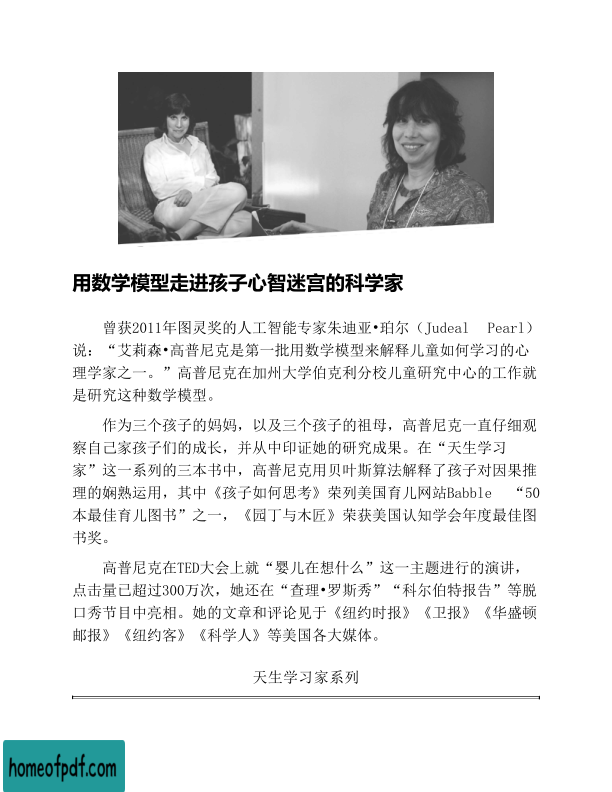 用数学模型走进孩子心智迷宫的科学家
曾获2011年图灵奖的人工智能专家朱迪亚•珀尔（Judeal Pearl）
说：“艾莉森•高普尼克是第一批用数学模型来解释儿童如何学习的心
理学家之一。”高普尼克在加州大学伯克利分校儿童研究中心的工作就
是研究这种数学模型。
作为三个孩子的妈妈，以及三个孩子的祖母，高普尼克一直仔细观
察自己家孩子们的成长，并从中印证她的研究成果。在“天生学习
家”这一系列的三本书中，高普尼克用贝叶斯算法解释了孩子对因果推
理的娴熟运用，其中《孩子如何思考》荣列美国育儿网站Babble “50
本最佳育儿图书”之一，《园丁与木匠》荣获美国认知学会年度最佳图
书奖。
高普尼克在TED大会上就“婴儿在想什么”这一主题进行的演讲，
点击量已超过300万次，她还在“查理•罗斯秀”“科尔伯特报告”等脱
口秀节目中亮相。她的文章和评论见于《纽约时报》《卫报》《华盛顿
邮报》《纽约客》《科学人》等美国各大媒体。
天生学习家系列
homeofpdf.com